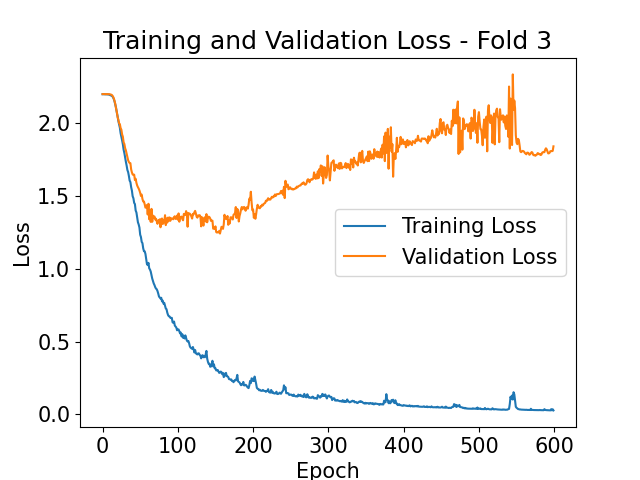 Training and Validation Loss - Fold 3
Loss
2.0
1.5
1.0
0.5
0.0
Training Loss
Validation Loss
0 100 200 300 400 500 600
Epoch